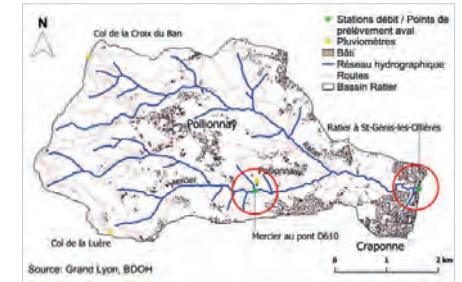 N
Col de la Croix du Ban
Stations débit / Points de
prélèvement aval
Pluviomètres
Bâti
Réseau hydrographique
Routes
Bassin Ratier
Pollionnay
Ratier à St-Genis-les-Ollières
Ratier
Mercier
Pollionnay
Col de la Luère
Mercier au pont D610
Craponne
Source: Grand Lyon, BDOH
0 1 2 km